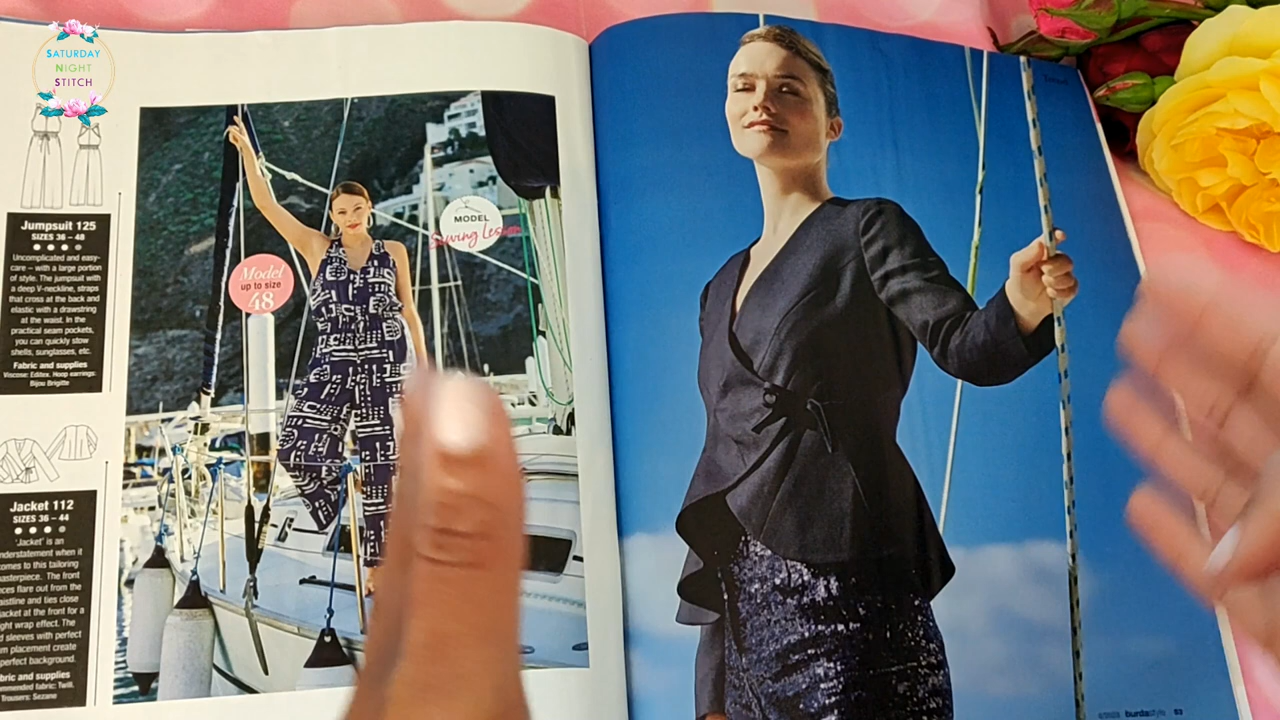 SATURDAY
NIGHT
STITCH
Jumpsuit 125
SIZES 36 – 48
Uncomplicated and easy-
care – with a large portion
of style. The jumpsuit with
a deep V-neckline, straps
that cross at the back and
elastic with a drawstring
at the waist. In the
practical seam pockets,
you can quickly stow
shells, sunglasses, etc.
Fabric and supplies
Viscose: Editex. Hoop earrings:
Bijou Brigitte
Jacket 112
SIZES 36 – 44
'Jacket' is an
understatement when it
comes to this tailoring
masterpiece. The front
flare out from the
and ties close
jacket at the front for a
wrap effect. The
sleeves with perfect
placement create
perfect background.
and supplies
fabric: Twill.
Trousers: Sezane
Model
up to size
48
MODEL
Sewing Lesson
burdastyle 53